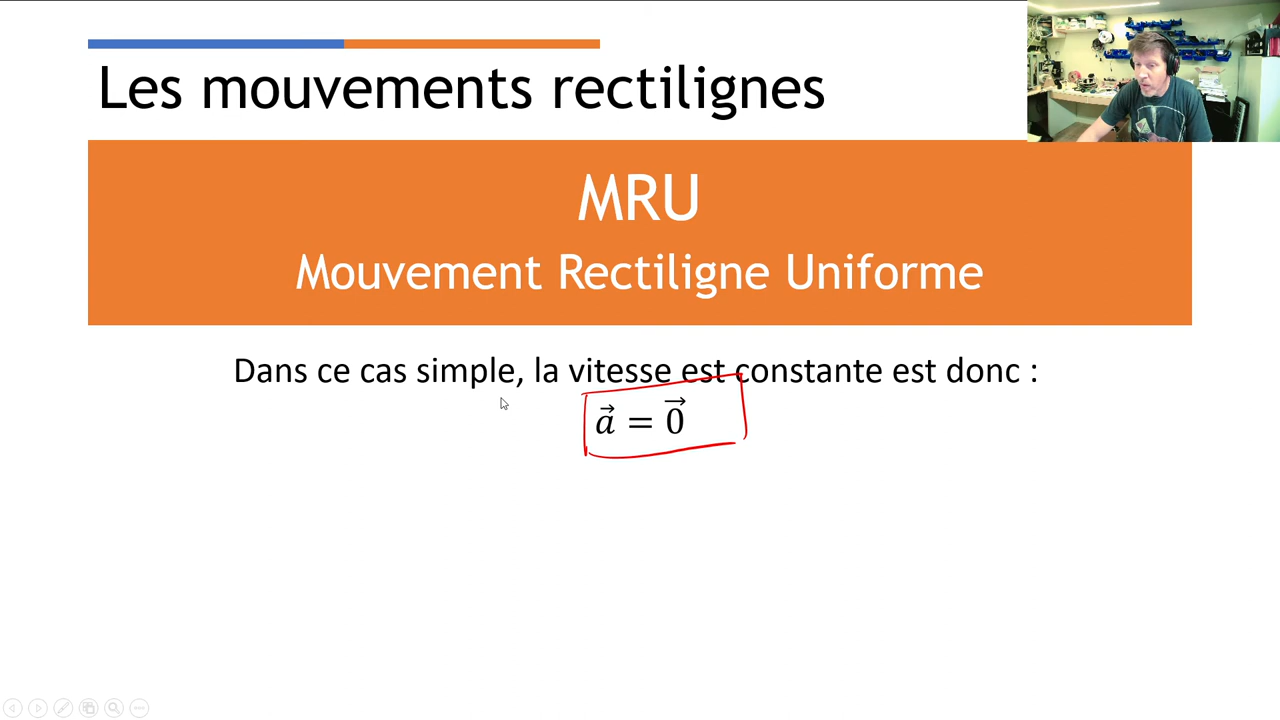 Les mouvements rectilignes
MRU
Mouvement Rectiligne Uniforme
Dans ce cas simple, la vitesse est constante est donc :
a⃗ = 0⃗